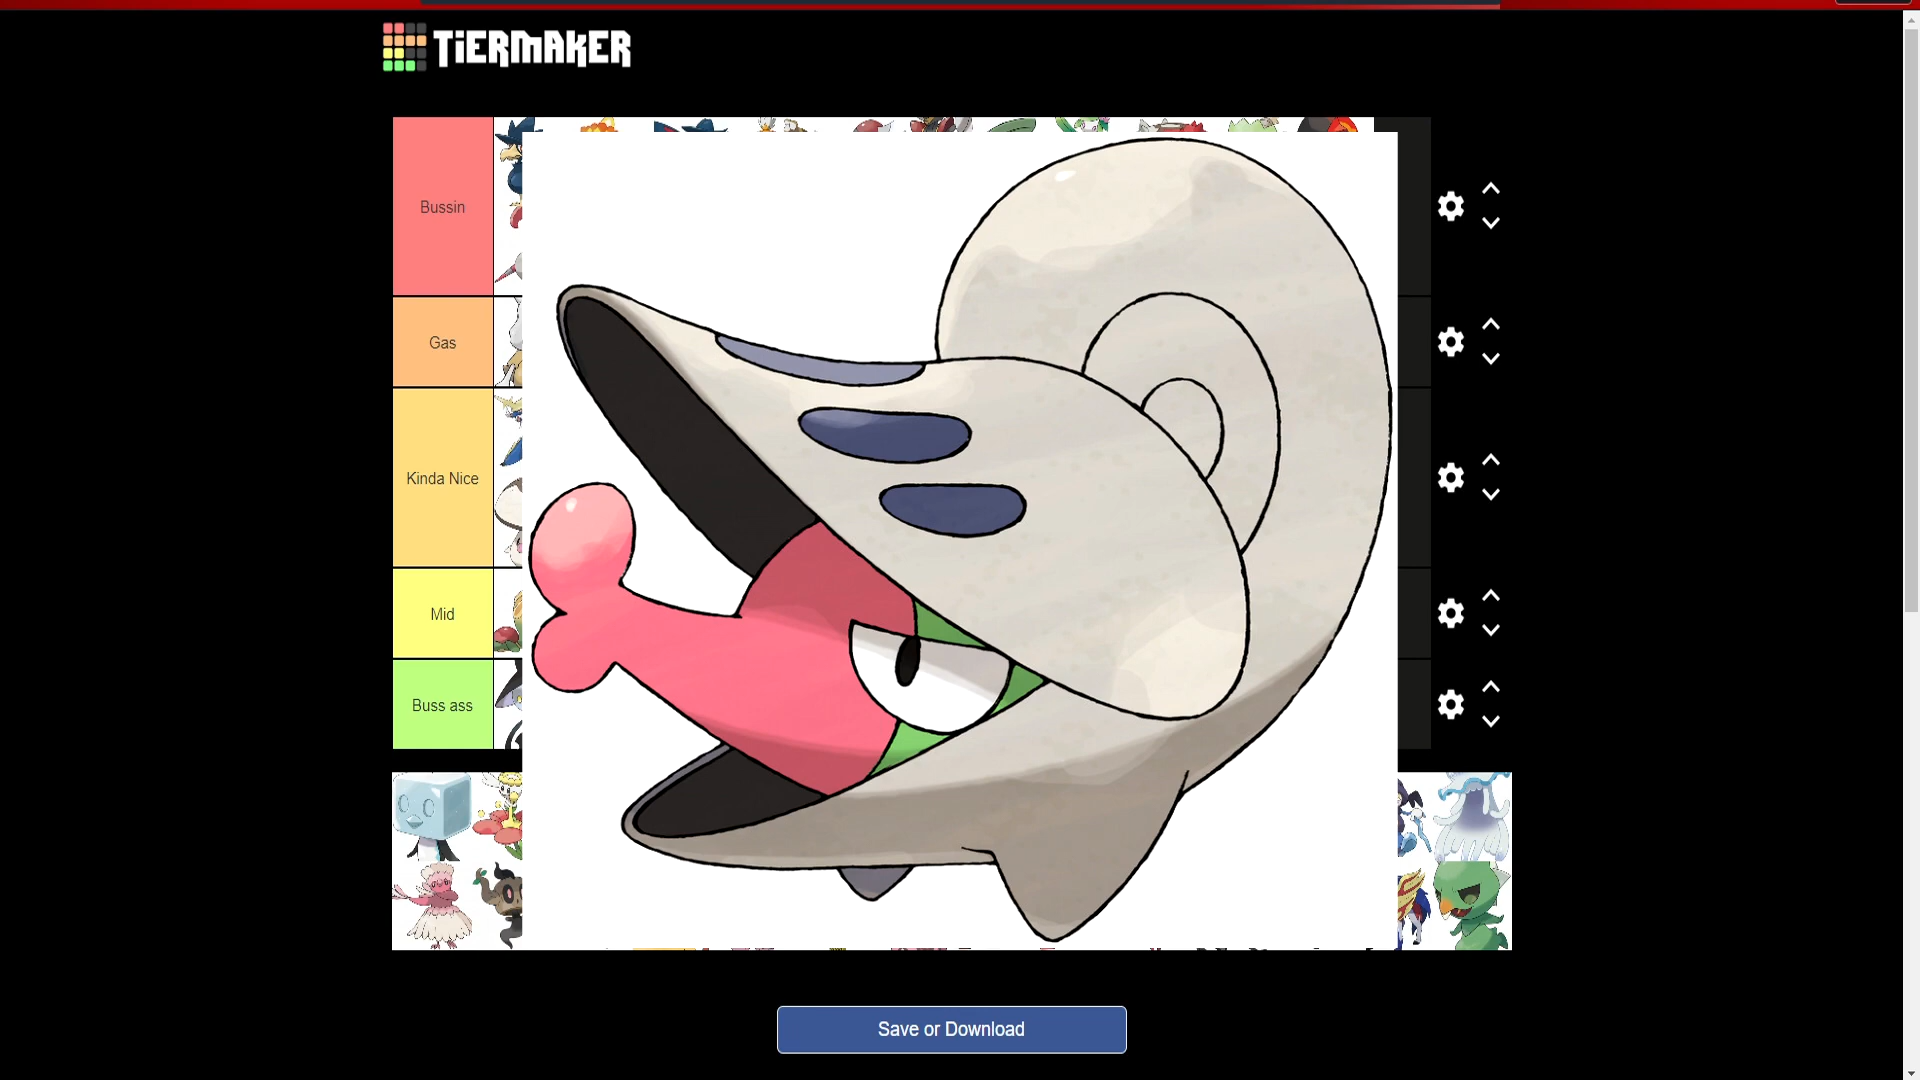 TiERMAKER
Bussin
Gas
Kinda Nice
Mid
Buss ass
Save or Download